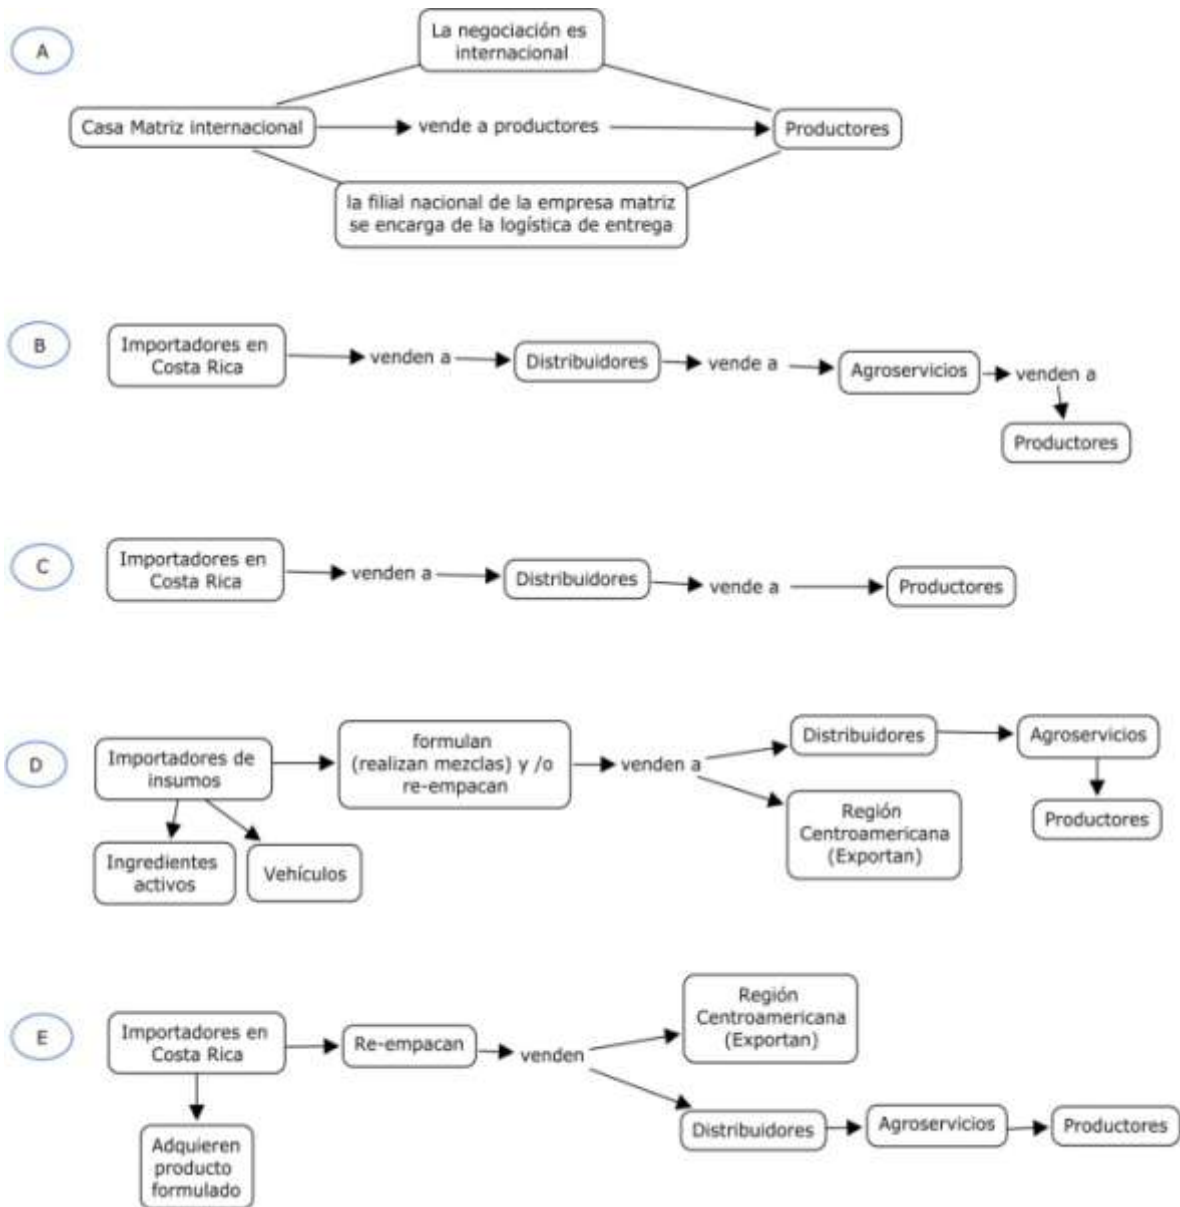 A
La negociación es
internacional
Casa Matriz internacional
vende a productores
Productores
la filial nacional de la empresa matriz
se encarga de la logística de entrega
B
Importadores en
Costa Rica
venden a
Distribuidores
vende a
Agroservicios
venden a
Productores
C
Importadores en
Costa Rica
venden a
Distribuidores
vende a
Productores
D
Importadores de
insumos
formulan
(realizan mezclas) y /o
re-empacan
venden a
Distribuidores
Agroservicios
Productores
Región
Centroamericana
(Exportan)
Ingredientes
activos
Vehículos
E
Importadores en
Costa Rica
Re-empacan
venden
Región
Centroamericana
(Exportan)
Distribuidores
Agroservicios
Productores
Adquieren
producto
formulado